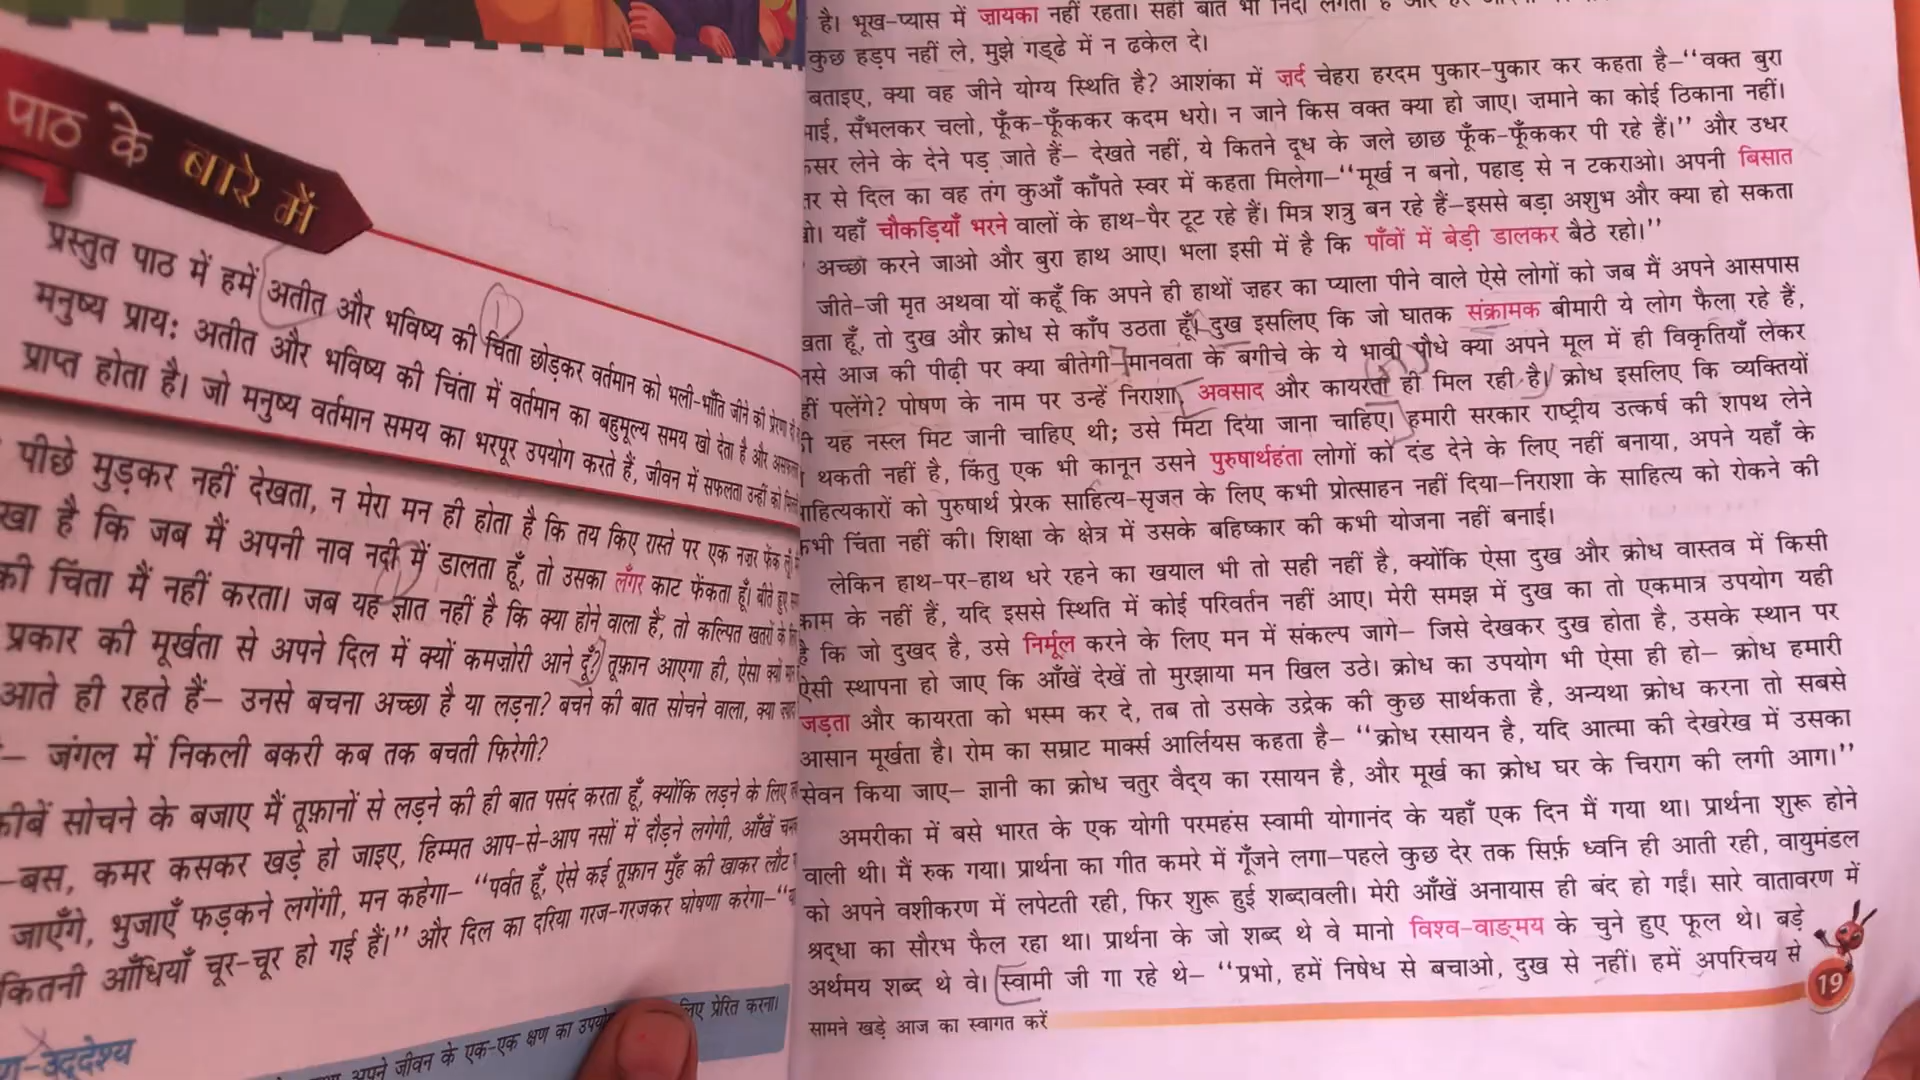 पाठ के बारे में
प्रस्तुत पाठ में हमें अतीत और भविष्य की चिंता छोड़कर वर्तमान को भली-भाँति जीने की प्रेरणा दी
मनुष्य प्राय: अतीत और भविष्य की चिंता में वर्तमान का बहुमूल्य समय खो देता है और असफलता
प्राप्त होता है। जो मनुष्य वर्तमान समय का भरपूर उपयोग करते हैं, जीवन में सफलता उन्हीं को
पीछे मुड़कर नहीं देखता, न मेरा मन ही होता है कि तय किए रास्ते पर एक नज़र फेंक लूँ।
है कि जब मैं अपनी नाव नदी में डालता हूँ, तो उसका लँगर काट फेंकता हूँ। बीते हुए
की चिंता मैं नहीं करता। जब यह ज्ञात नहीं है कि क्या होने वाला है, तो कल्पित खतरों के
प्रकार की मूर्खता से अपने दिल में क्यों कमज़ोरी आने दूँ? तूफ़ान आएगा ही, ऐसा क्यों
आते ही रहते हैं– उनसे बचना अच्छा है या लड़ना? बचने की बात सोचने वाला, क्या
– जंगल में निकली बकरी कब तक बचती फिरेगी?
सोचने के बजाए मैं तूफ़ानों से लड़ने की ही बात पसंद करता हूँ, क्योंकि लड़ने के लिए
–बस, कमर कसकर खड़े हो जाइए, हिम्मत आप-से-आप नसों में दौड़ने लगेगी, आँखें
जाएँगे, भुजाएँ फड़कने लगेंगी, मन कहेगा– “पर्वत हूँ, ऐसे कई तूफ़ान मुँह की खाकर लौट
कितनी आँधियाँ चूर-चूर हो गई हैं।” और दिल का दरिया गरज-गरजकर घोषणा करेगा–“
लिए प्रेरित करना।
अपने जीवन के एक-एक क्षण का
उद्देश्य
है। भूख-प्यास में ज़ायका नहीं रहता। सही बात भी
कुछ हड़प नहीं ले, मुझे गड्ढे में न ढकेल दे।
बताइए, क्या वह जीने योग्य स्थिति है? आशंका में ज़र्द चेहरा हरदम पुकार-पुकार कर कहता है–“वक्त बुरा
सँभलकर चलो, फूँक-फूँककर कदम धरो। न जाने किस वक्त क्या हो जाए। ज़माने का कोई ठिकाना नहीं।
लेने के देने पड़ जाते हैं– देखते नहीं, ये कितने दूध के जले छाछ फूँक-फूँककर पी रहे हैं।” और उधर
से दिल का वह तंग कुआँ काँपते स्वर में कहता मिलेगा–“मूर्ख न बनो, पहाड़ से न टकराओ। अपनी बिसात
यहाँ चौकड़ियाँ भरने वालों के हाथ-पैर टूट रहे हैं। मित्र शत्रु बन रहे हैं–इससे बड़ा अशुभ और क्या हो सकता
अच्छा करने जाओ और बुरा हाथ आए। भला इसी में है कि पाँवों में बेड़ी डालकर बैठे रहो।”
जीते-जी मृत अथवा यों कहूँ कि अपने ही हाथों ज़हर का प्याला पीने वाले ऐसे लोगों को जब मैं अपने आसपास
हूँ, तो दुख और क्रोध से काँप उठता हूँ। दुख इसलिए कि जो घातक संक्रामक बीमारी ये लोग फैला रहे हैं,
आज की पीढ़ी पर क्या बीतेगी–मानवता के बगीचे के ये भावी पौधे क्या अपने मूल में ही विकृतियाँ लेकर
पलेंगे? पोषण के नाम पर उन्हें निराशा, अवसाद और कायरता ही मिल रही है। क्रोध इसलिए कि व्यक्तियों
यह नस्ल मिट जानी चाहिए थी; उसे मिटा दिया जाना चाहिए। हमारी सरकार राष्ट्रीय उत्कर्ष की शपथ लेने
थकती नहीं है, किंतु एक भी कानून उसने पुरुषार्थहंता लोगों को दंड देने के लिए नहीं बनाया, अपने यहाँ के
साहित्यकारों को पुरुषार्थ प्रेरक साहित्य-सृजन के लिए कभी प्रोत्साहन नहीं दिया–निराशा के साहित्य को रोकने की
कभी चिंता नहीं की। शिक्षा के क्षेत्र में उसके बहिष्कार की कभी योजना नहीं बनाई।
लेकिन हाथ-पर-हाथ धरे रहने का खयाल भी तो सही नहीं है, क्योंकि ऐसा दुख और क्रोध वास्तव में किसी
काम के नहीं हैं, यदि इससे स्थिति में कोई परिवर्तन नहीं आए। मेरी समझ में दुख का तो एकमात्र उपयोग यही
है कि जो दुखद है, उसे निर्मूल करने के लिए मन में संकल्प जागे– जिसे देखकर दुख होता है, उसके स्थान पर
ऐसी स्थापना हो जाए कि आँखें देखें तो मुरझाया मन खिल उठे। क्रोध का उपयोग भी ऐसा ही हो– क्रोध हमारी
जड़ता और कायरता को भस्म कर दे, तब तो उसके उद्रेक की कुछ सार्थकता है, अन्यथा क्रोध करना तो सबसे
आसान मूर्खता है। रोम का सम्राट मार्क्स आर्लियस कहता है– “क्रोध रसायन है, यदि आत्मा की देखरेख में उसका
सेवन किया जाए– ज्ञानी का क्रोध चतुर वैद्य का रसायन है, और मूर्ख का क्रोध घर के चिराग की लगी आग।”
अमरीका में बसे भारत के एक योगी परमहंस स्वामी योगानंद के यहाँ एक दिन मैं गया था। प्रार्थना शुरू होने
वाली थी। मैं रुक गया। प्रार्थना का गीत कमरे में गूँजने लगा–पहले कुछ देर तक सिर्फ़ ध्वनि ही आती रही, वायुमंडल
को अपने वशीकरण में लपेटती रही, फिर शुरू हुई शब्दावली। मेरी आँखें अनायास ही बंद हो गईं। सारे वातावरण में
श्रद्धा का सौरभ फैल रहा था। प्रार्थना के जो शब्द थे वे मानो विश्व-वाङ्मय के चुने हुए फूल थे। बड़े
अर्थमय शब्द थे वे। स्वामी जी गा रहे थे– “प्रभो, हमें निषेध से बचाओ, दुख से नहीं। हमें अपरिचय से
सामने खड़े आज का स्वागत करें
19